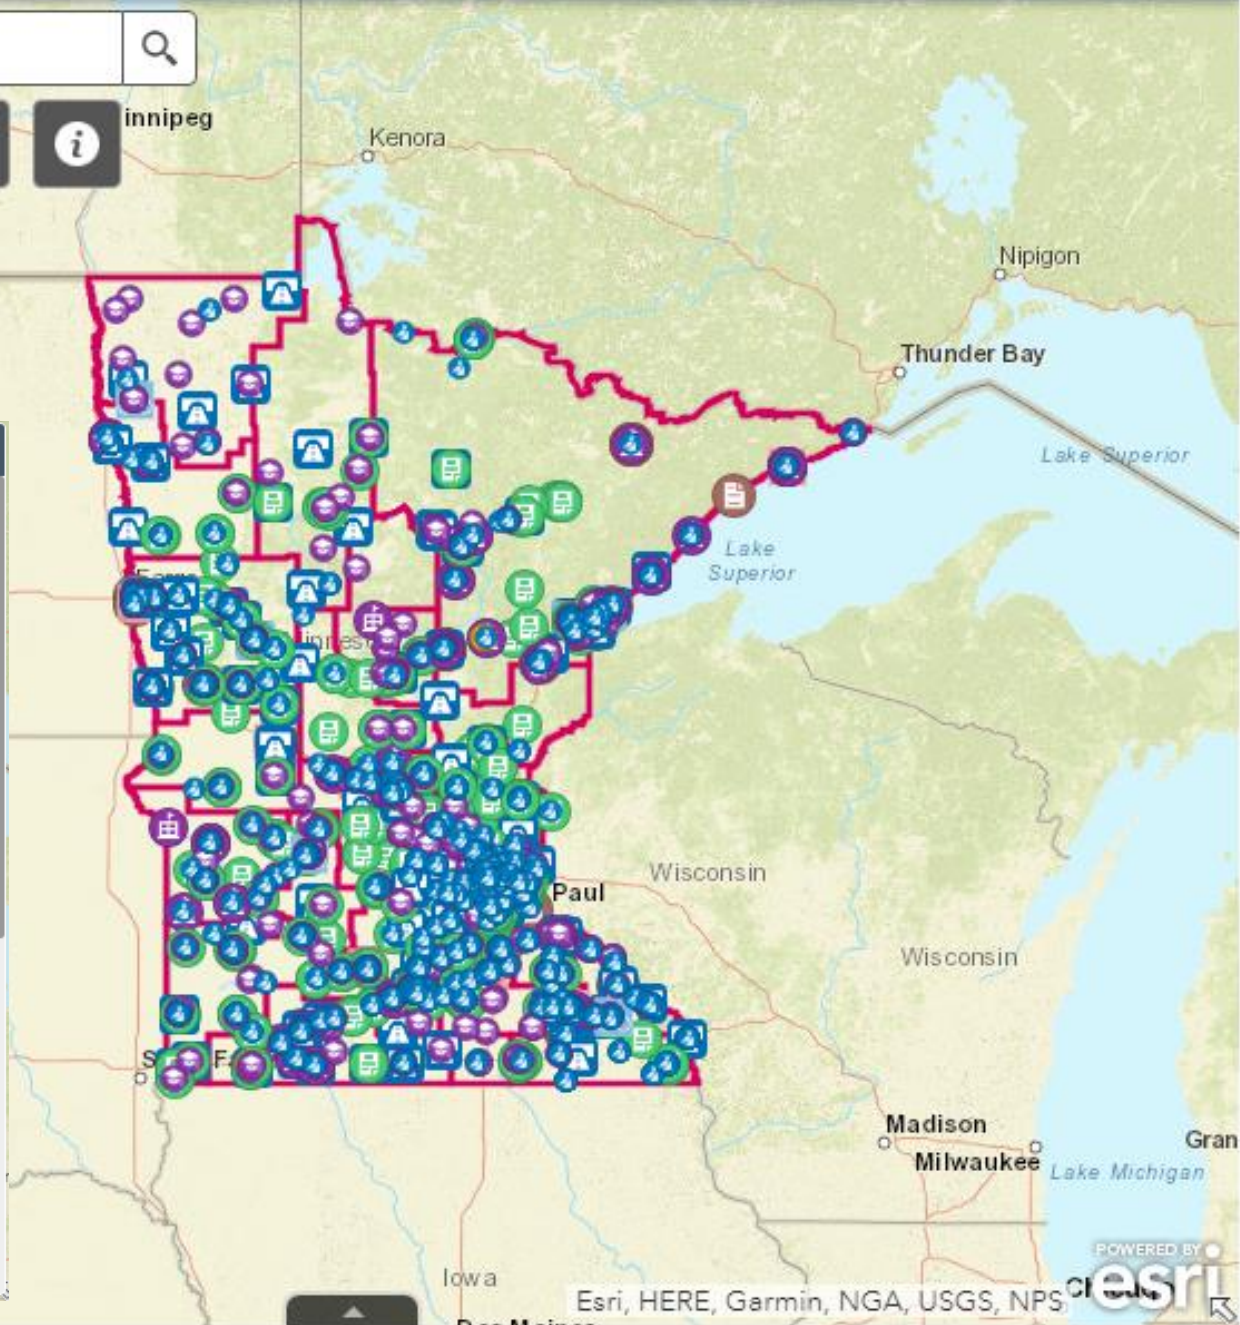 innipeg
Kenora
Nipigon
Thunder Bay
Lake Superior
Lake
Superior
Paul
Wisconsin
Wisconsin
Madison
Milwaukee
Gran
Lake Michigan
POWERED BY
esri
Iowa
Esri, HERE, Garmin, NGA, USGS, NPS